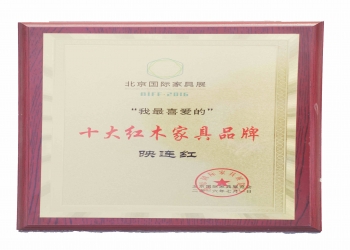 北京国际家具展
BIFF-2016
“我最喜爱的”
十大红木家具品牌
映连红